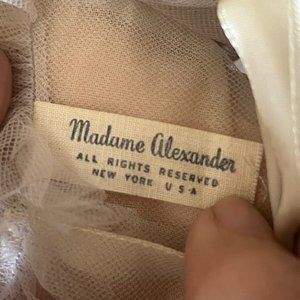 Madame Alexander
ALL RIGHTS RESERVED
NEW YORK U.S.A